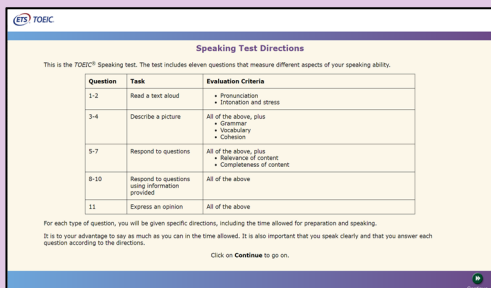 ETS TOEIC.
Speaking Test Directions
This is the TOEIC® Speaking test. The test includes eleven questions that measure different aspects of your speaking ability.
Question Task Evaluation Criteria
1-2 Read a text aloud • Pronunciation
• Intonation and stress
3-4 Describe a picture All of the above, plus
• Grammar
• Vocabulary
• Cohesion
5-7 Respond to questions All of the above, plus
• Relevance of content
• Completeness of content
8-10 Respond to questions All of the above
using information
provided
11 Express an opinion All of the above
For each type of question, you will be given specific directions, including the time allowed for preparation and speaking.
It is to your advantage to say as much as you can in the time allowed. It is also important that you speak clearly and that you answer each
question according to the directions.
Click on Continue to go on.